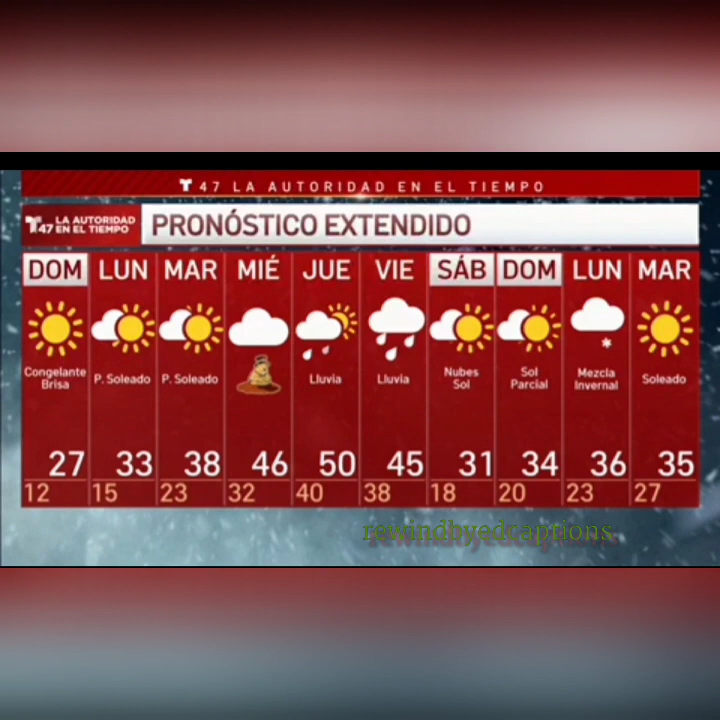 T 47 LA AUTORIDAD EN EL TIEMPO
T47 LA AUTORIDAD
EN EL TIEMPO
PRONÓSTICO EXTENDIDO
DOM LUN MAR MIÉ JUE VIE SÁB DOM LUN MAR
Congelante Brisa P. Soleado P. Soleado Lluvia Lluvia Nubes Sol Sol Parcial Mezcla Invernal Soleado
27 33 38 46 50 45 31 34 36 35
12 15 23 32 40 38 18 20 23 27
rewindbyedcaptions